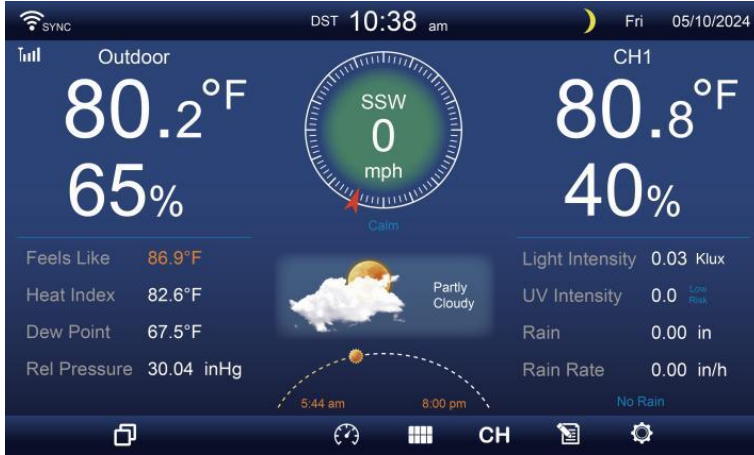 SYNC
DST 10:38 am
Fri 05/10/2024
Outdoor
80.2°F
65%
SSW
0
mph
Calm
CH1
80.8°F
40%
Feels Like 86.9°F
Heat Index 82.6°F
Dew Point 67.5°F
Rel Pressure 30.04 inHg
Partly
Cloudy
5:44 am 8:00 pm
Light Intensity 0.03 Klux
UV Intensity 0.0 Low
Risk
Rain 0.00 in
Rain Rate 0.00 in/h
No Rain
CH